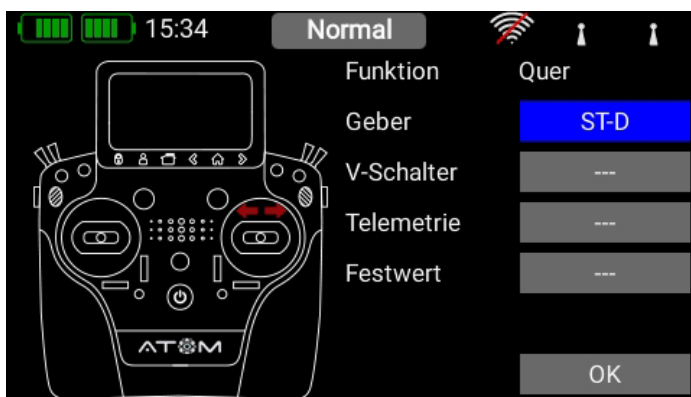 15:34 Normal
Funktion Quer
Geber ST-D
V-Schalter ---
Telemetrie ---
Festwert ---
ATOM
OK